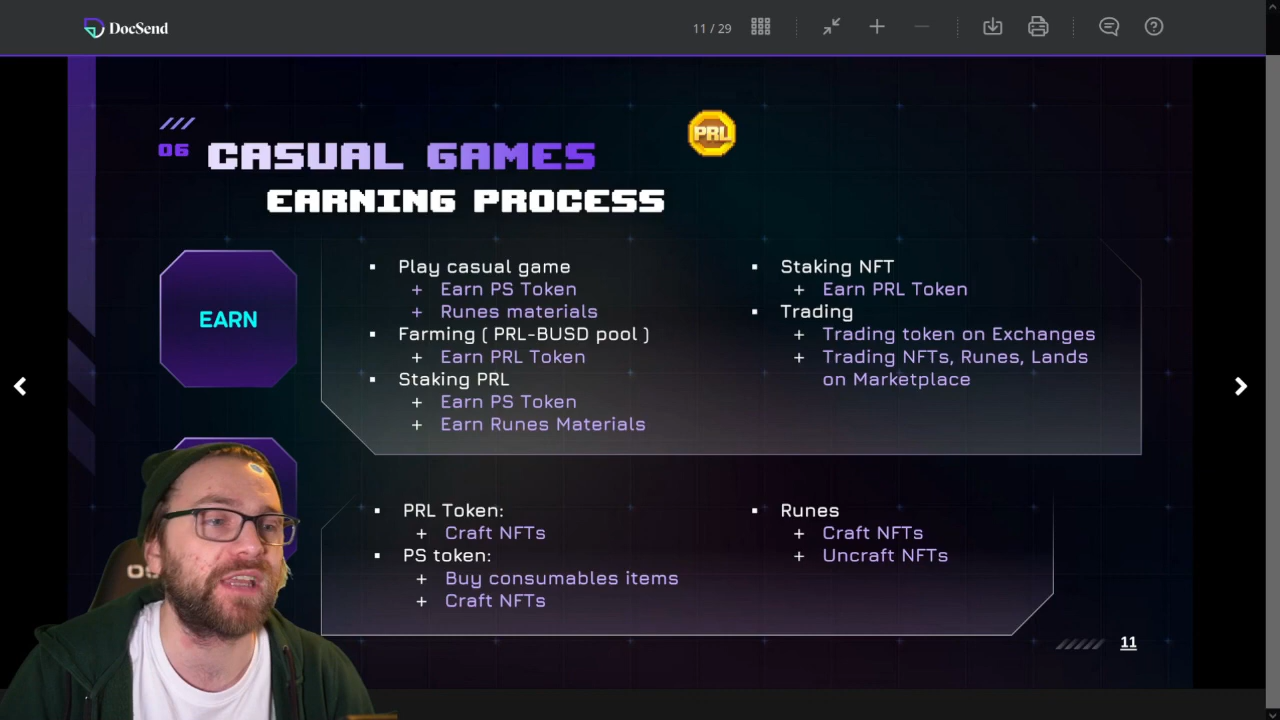 DocSend
11 / 29
06
CASUAL GAMES
PRL
EARNING PROCESS
EARN
▪ Play casual game
+ Earn PS Token
+ Runes materials
▪ Farming ( PRL-BUSD pool )
+ Earn PRL Token
▪ Staking PRL
+ Earn PS Token
+ Earn Runes Materials
▪ Staking NFT
+ Earn PRL Token
▪ Trading
+ Trading token on Exchanges
+ Trading NFTs, Runes, Lands
on Marketplace
▪ PRL Token:
+ Craft NFTs
▪ PS token:
+ Buy consumables items
+ Craft NFTs
▪ Runes
+ Craft NFTs
+ Uncraft NFTs
11